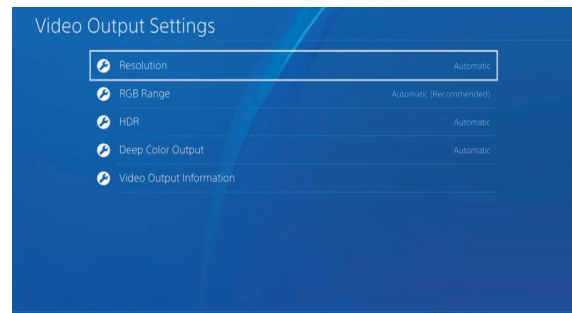 Video Output Settings
Resolution Automatic
RGB Range Automatic (Recommended)
HDR Automatic
Deep Color Output Automatic
Video Output Information